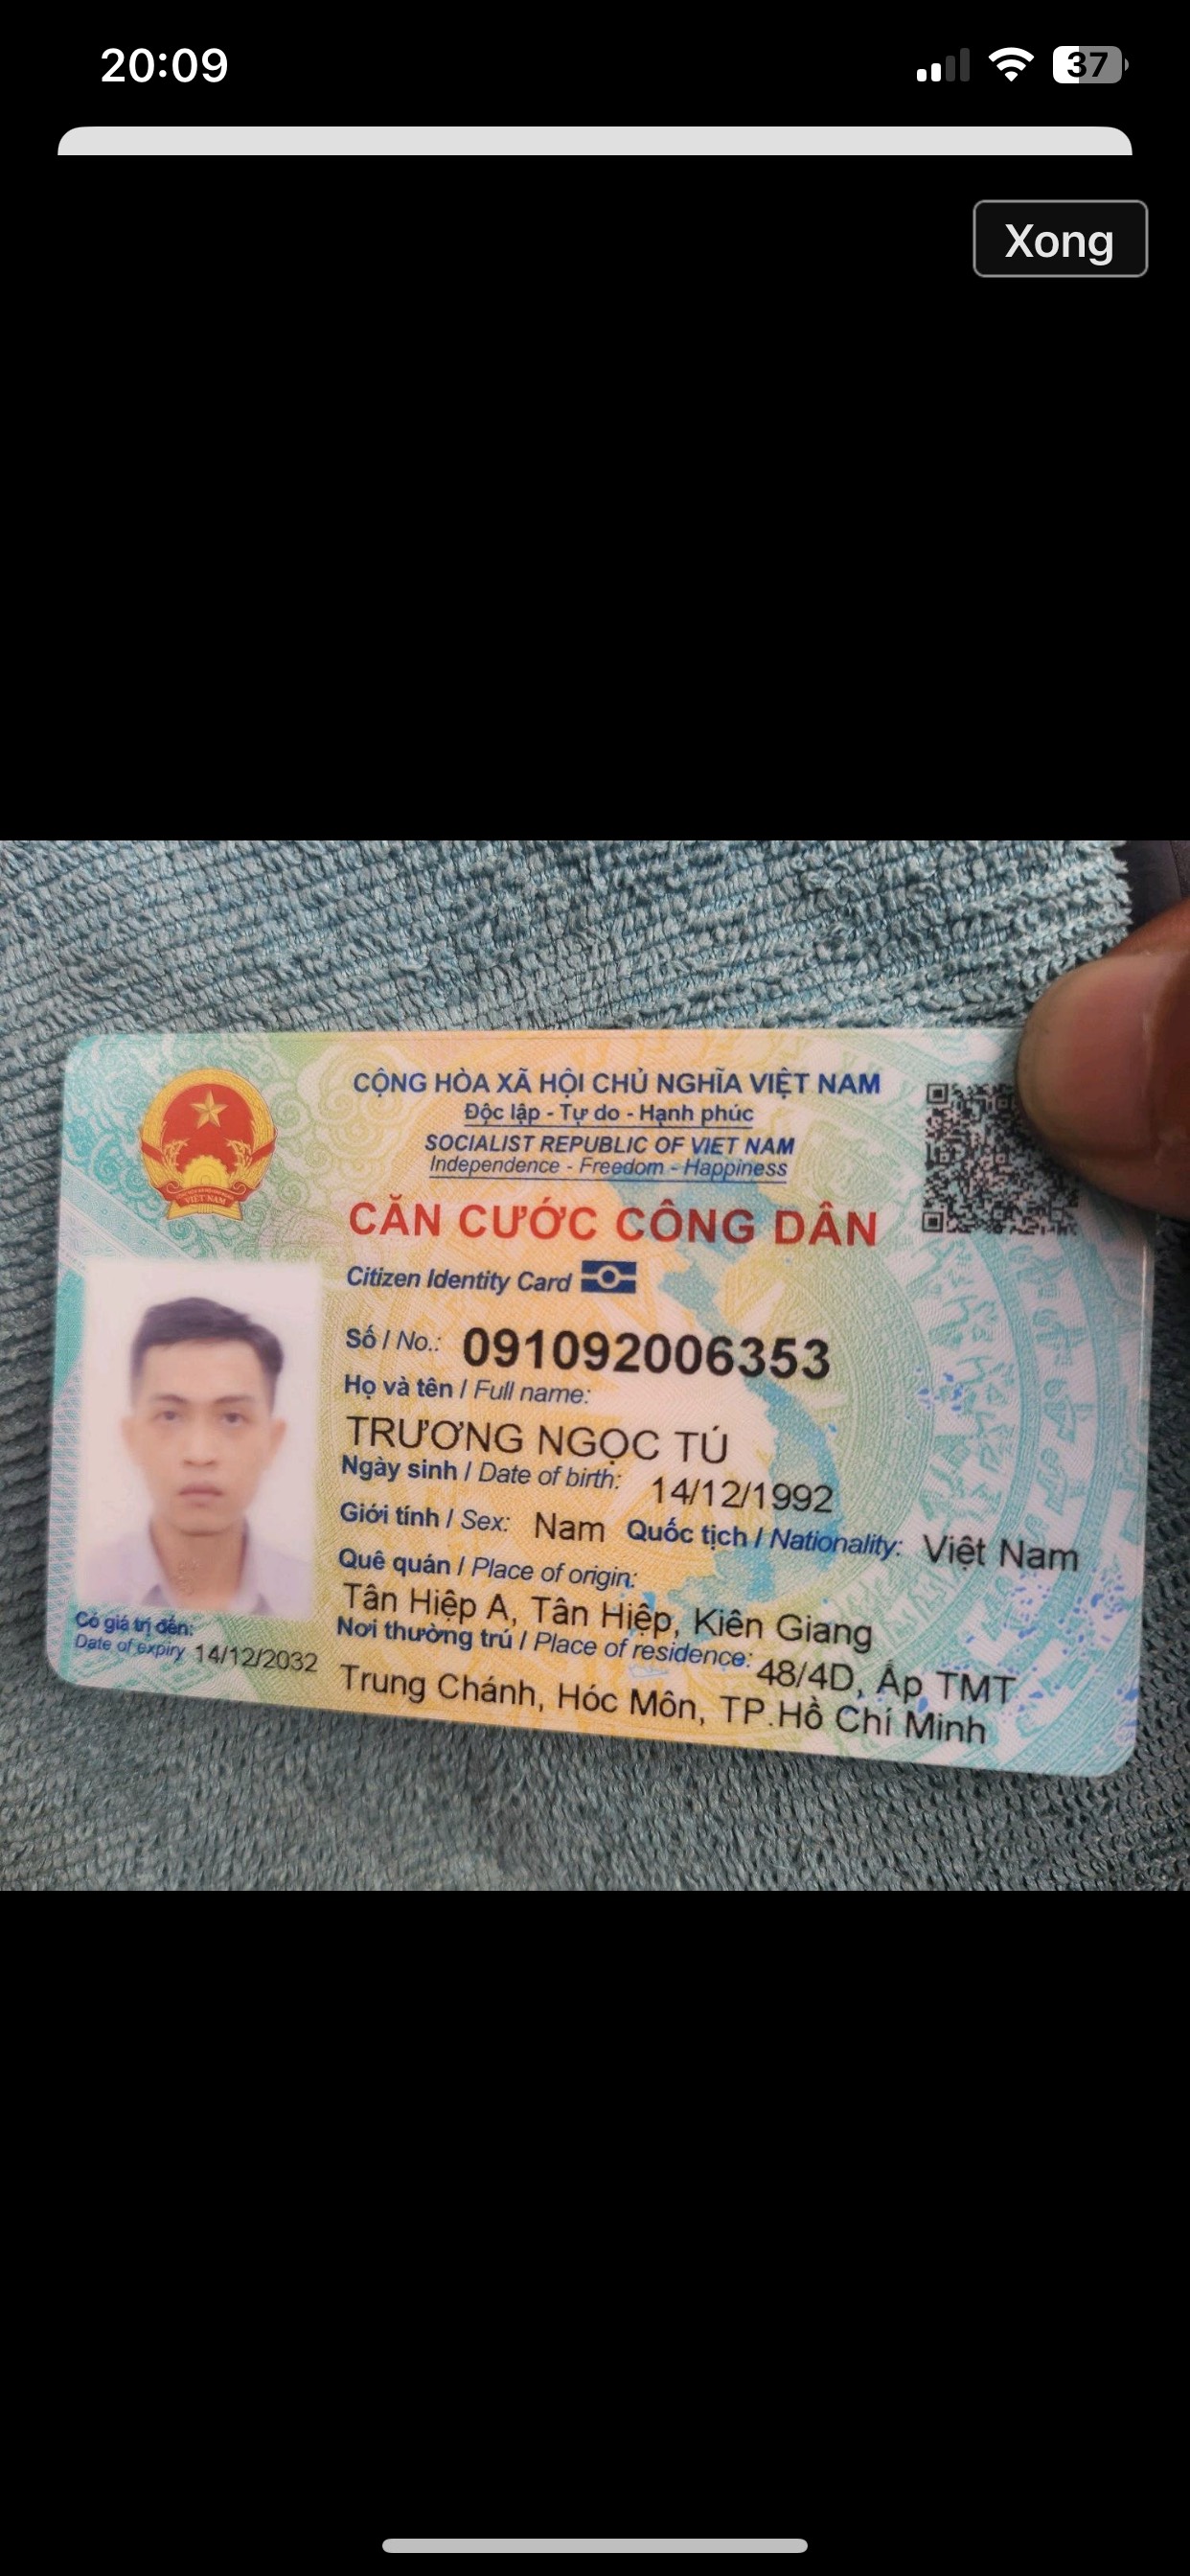 20:09
37
Xong
CỘNG HÒA XÃ HỘI CHỦ NGHĨA VIỆT NAM
Độc lập - Tự do - Hạnh phúc
SOCIALIST REPUBLIC OF VIET NAM
Independence - Freedom - Happiness
CĂN CƯỚC CÔNG DÂN
Citizen Identity Card
Số / No.: 091092006353
Họ và tên / Full name:
TRƯƠNG NGỌC TÚ
Ngày sinh / Date of birth: 14/12/1992
Giới tính / Sex: Nam Quốc tịch / Nationality: Việt Nam
Quê quán / Place of origin:
Tân Hiệp A, Tân Hiệp, Kiên Giang
Nơi thường trú / Place of residence: 48/4D, Ấp TMT
Trung Chánh, Hóc Môn, TP.Hồ Chí Minh
Có giá trị đến:
Date of expiry 14/12/2032
VIỆT NAM